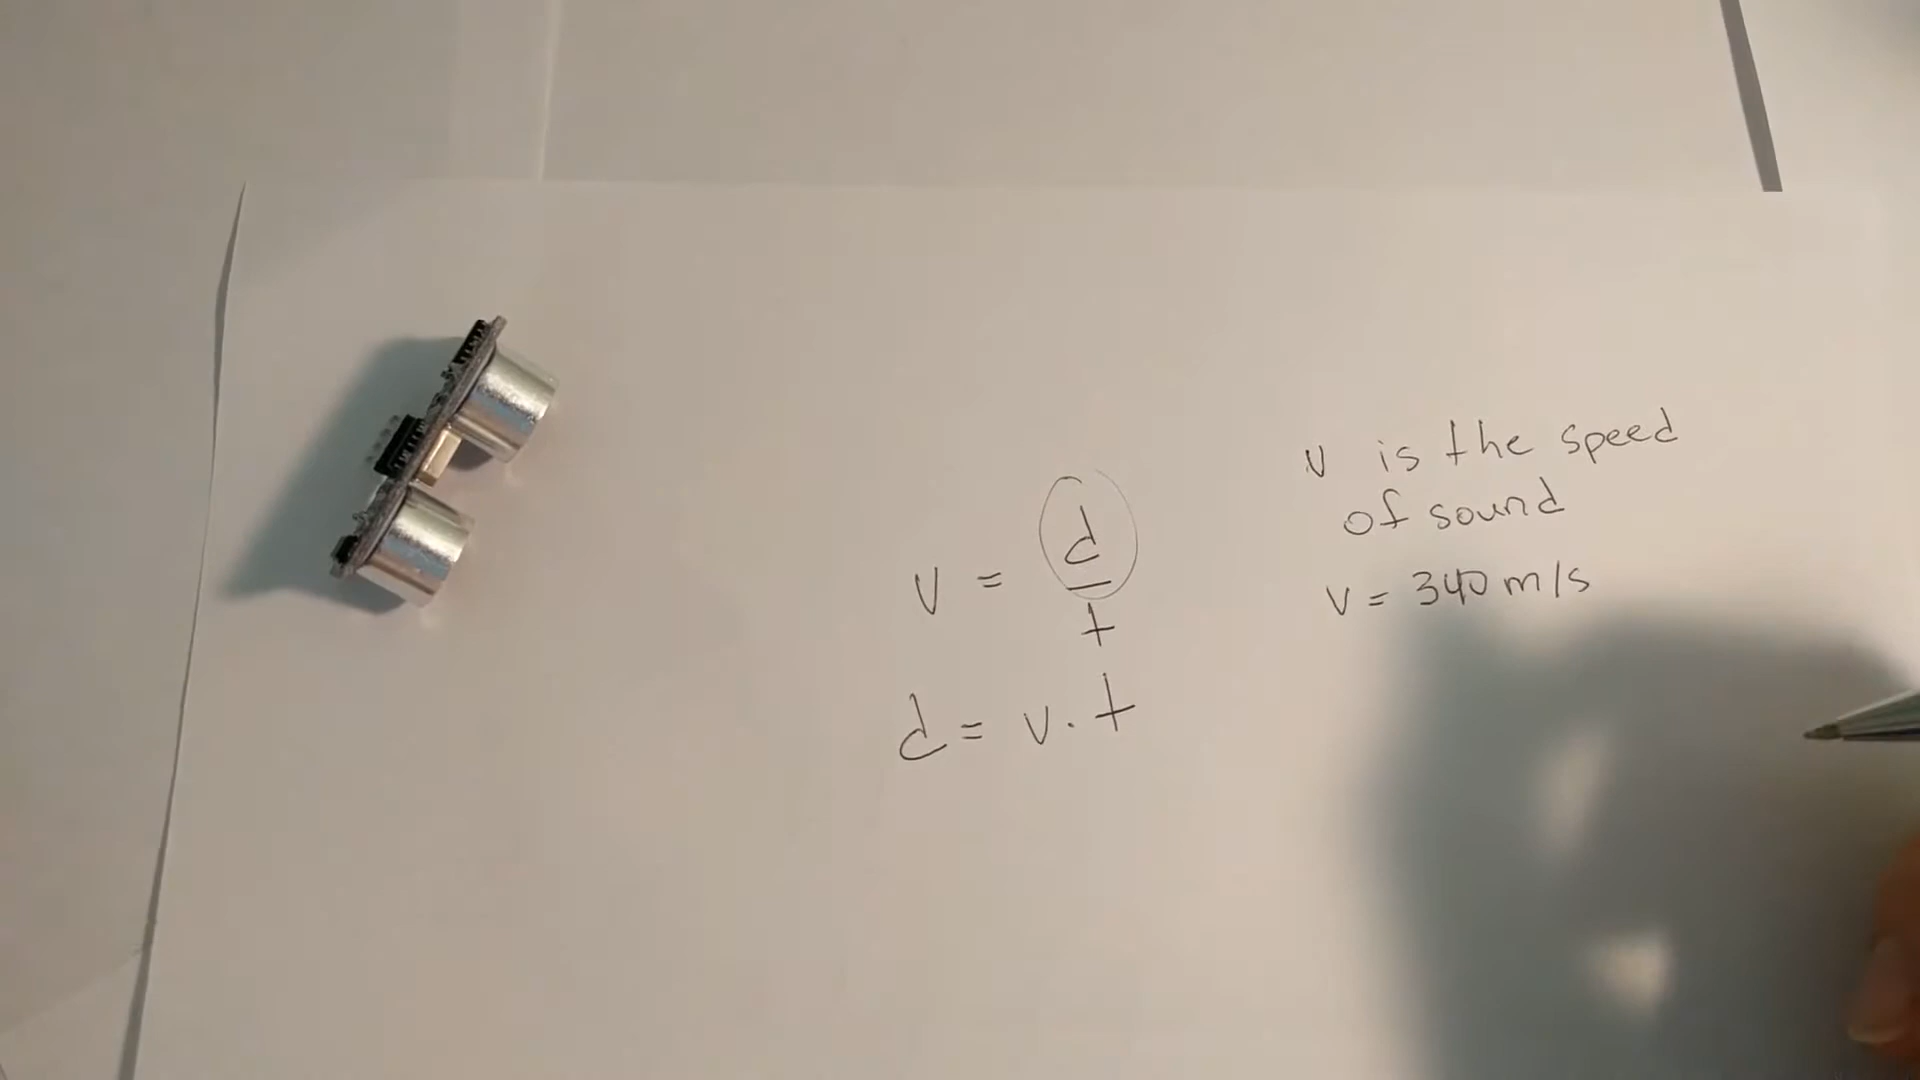 v = d/t
d = v · t
v is the speed
of sound
v = 340 m/s